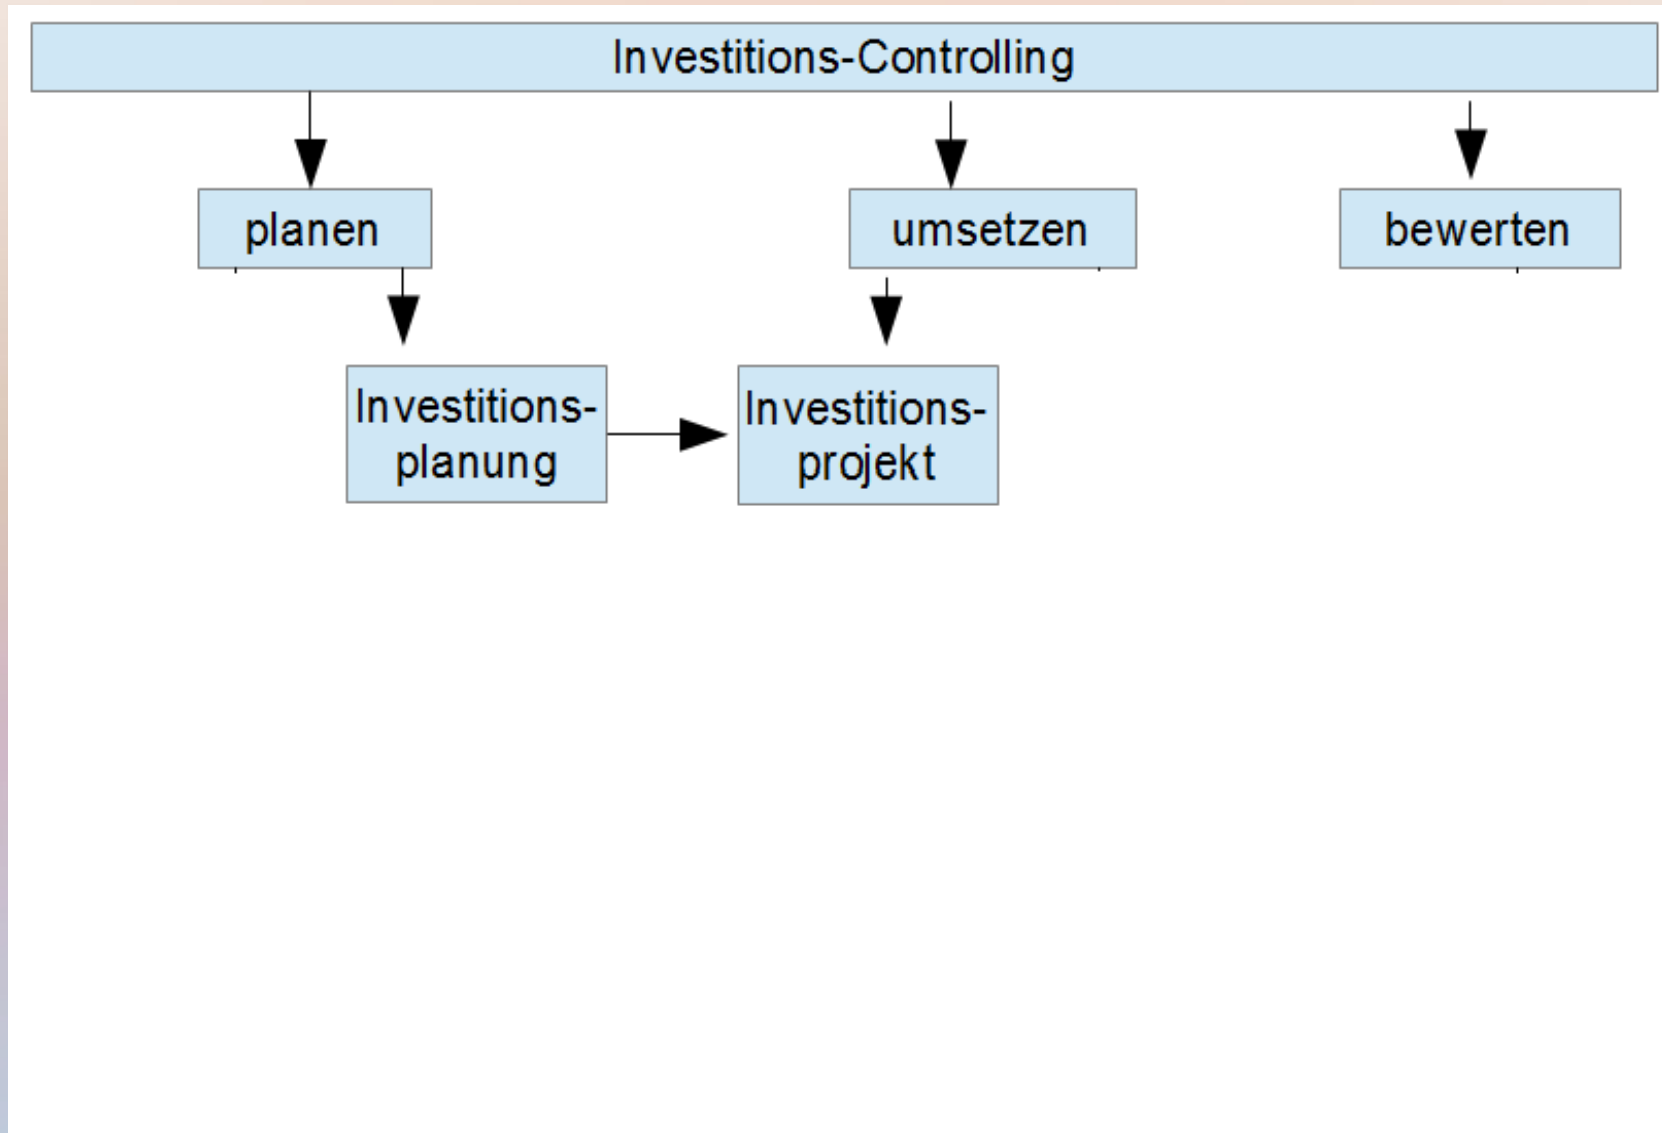 Investitions-Controlling
planen
umsetzen
bewerten
Investitions-
planung
Investitions-
projekt